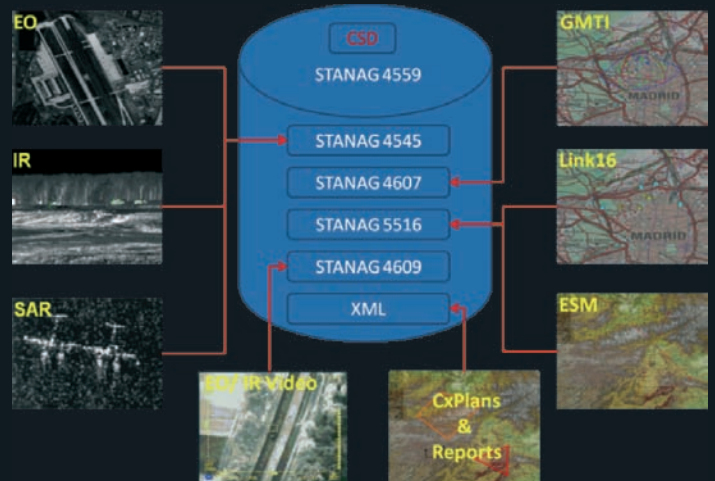 EO
IR
SAR
CSD
STANAG 4559
STANAG 4545
STANAG 4607
STANAG 5516
STANAG 4609
XML
EO/ IR Video
CxPlans
&
Reports
GMTI
MADRID
Link16
MADRID
ESM